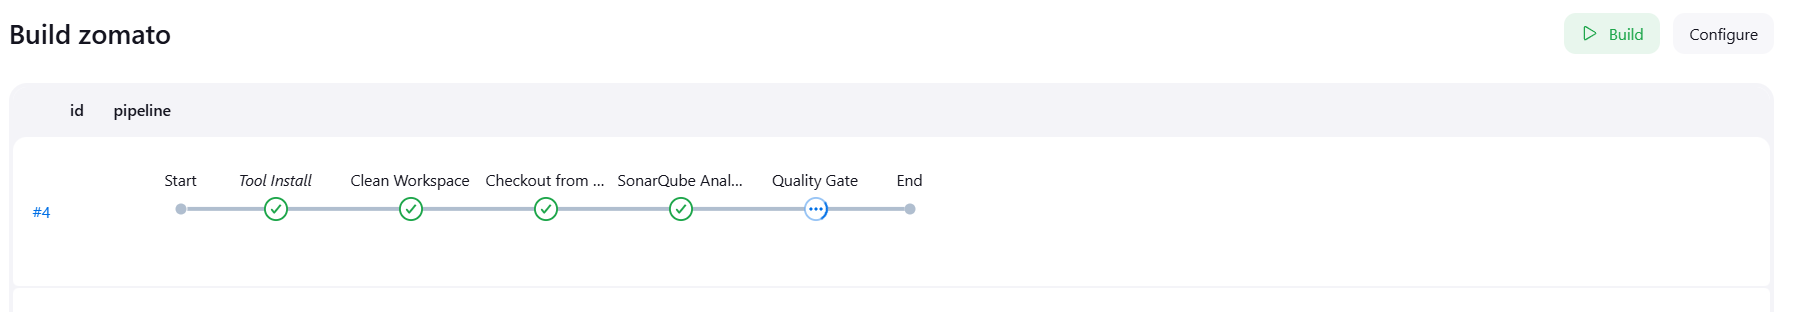 Build zomato
Build
Configure
id pipeline
Start Tool Install Clean Workspace Checkout from ... SonarQube Anal... Quality Gate End
#4